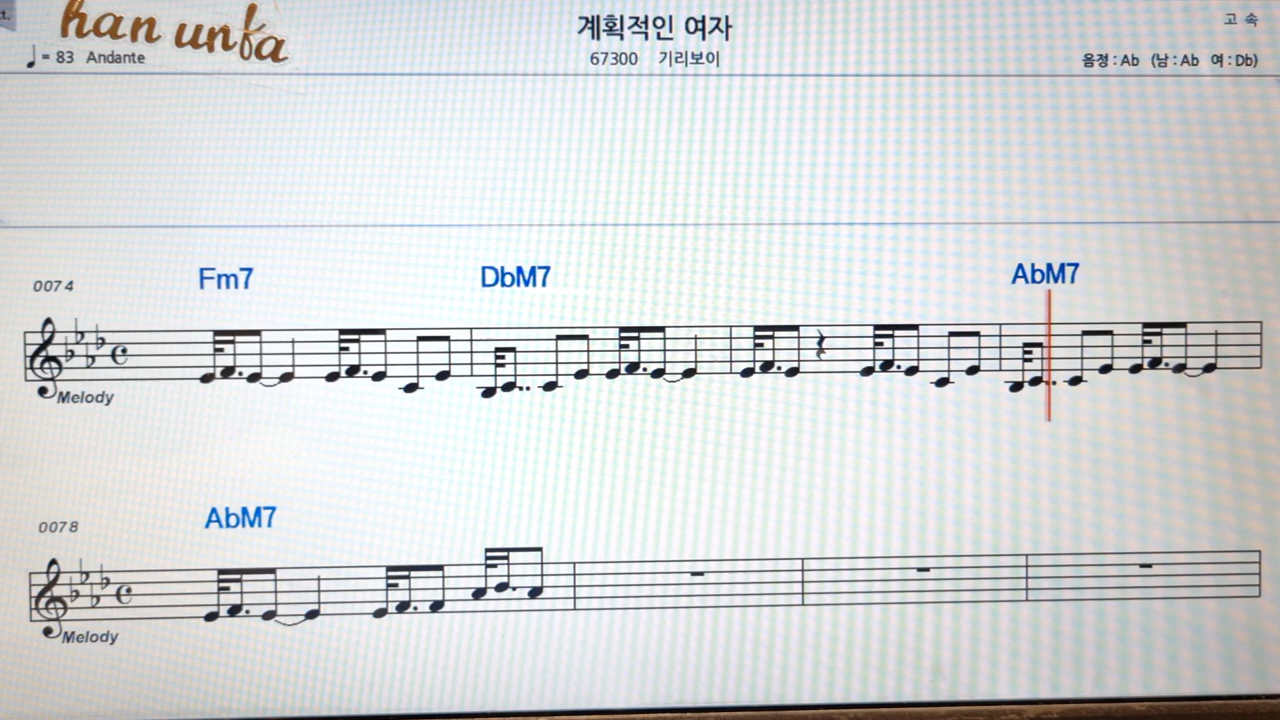 t.
han unfa
계획적인 여자
고 속
♩= 83 Andante
67300 기리보이
음정 : Ab (남 : Ab 여 : Db)
0074
Fm7 DbM7 AbM7
Melody
0078
AbM7
Melody